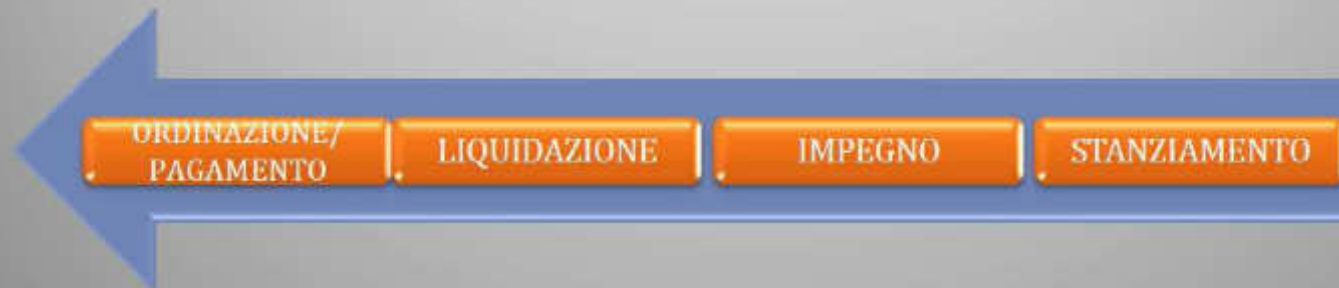 ORDINAZIONE/
PAGAMENTO
LIQUIDAZIONE
IMPEGNO
STANZIAMENTO